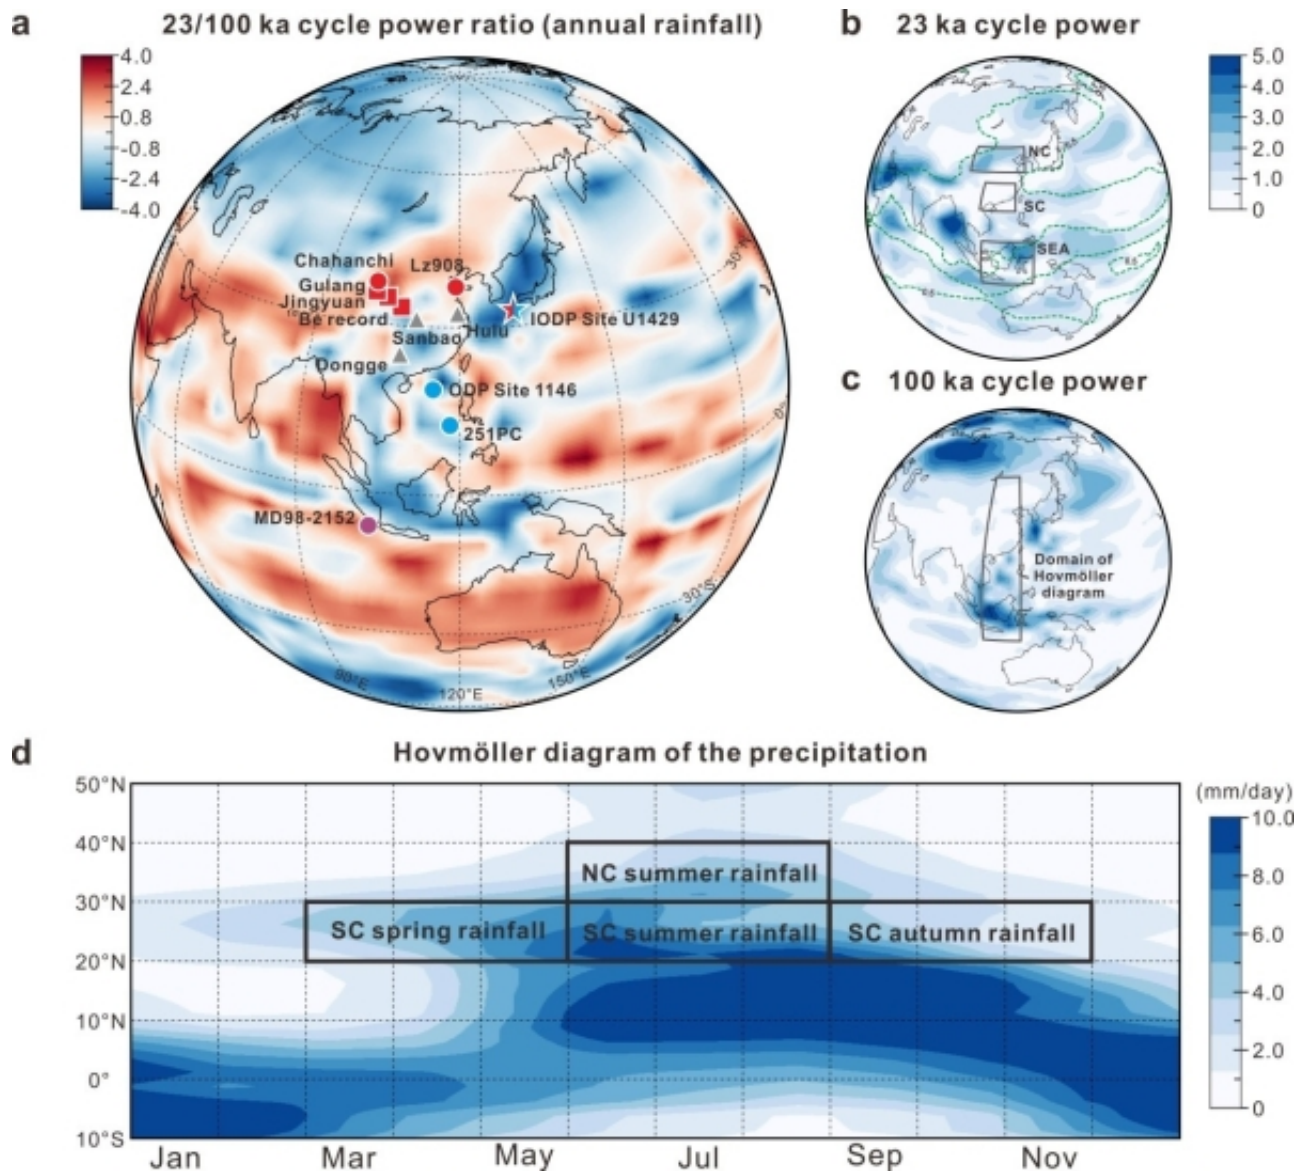 a
23/100 ka cycle power ratio (annual rainfall)
4.0
2.4
0.8
-0.8
-2.4
-4.0
Chahanchi
Lz908
Gulang
Jingyuan
Be record
IODP Site U1429
Sanbao
Hulu
Dongge
ODP Site 1146
251PC
MD98-2152
30°N
0°
30°S
90°E
120°E
150°E
b
23 ka cycle power
5.0
4.0
3.0
2.0
1.0
0
NC
SC
SEA
c
100 ka cycle power
Domain of
Hovmöller
diagram
d
Hovmöller diagram of the precipitation
50°N
40°N
30°N
20°N
10°N
0°
10°S
NC summer rainfall
SC spring rainfall
SC summer rainfall
SC autumn rainfall
Jan
Mar
May
Jul
Sep
Nov
(mm/day)
10.0
8.0
6.0
4.0
2.0
0